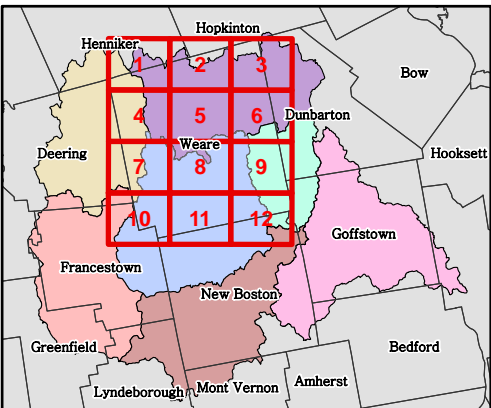 Hopkinton
Henniker
1 2 3
Bow
4 5 6
Dunbarton
Weare
Deering
Hooksett
7 8 9
10 11 12
Goffstown
Francestown
New Boston
Greenfield
Bedford
Lyndeborough
Mont Vernon
Amherst